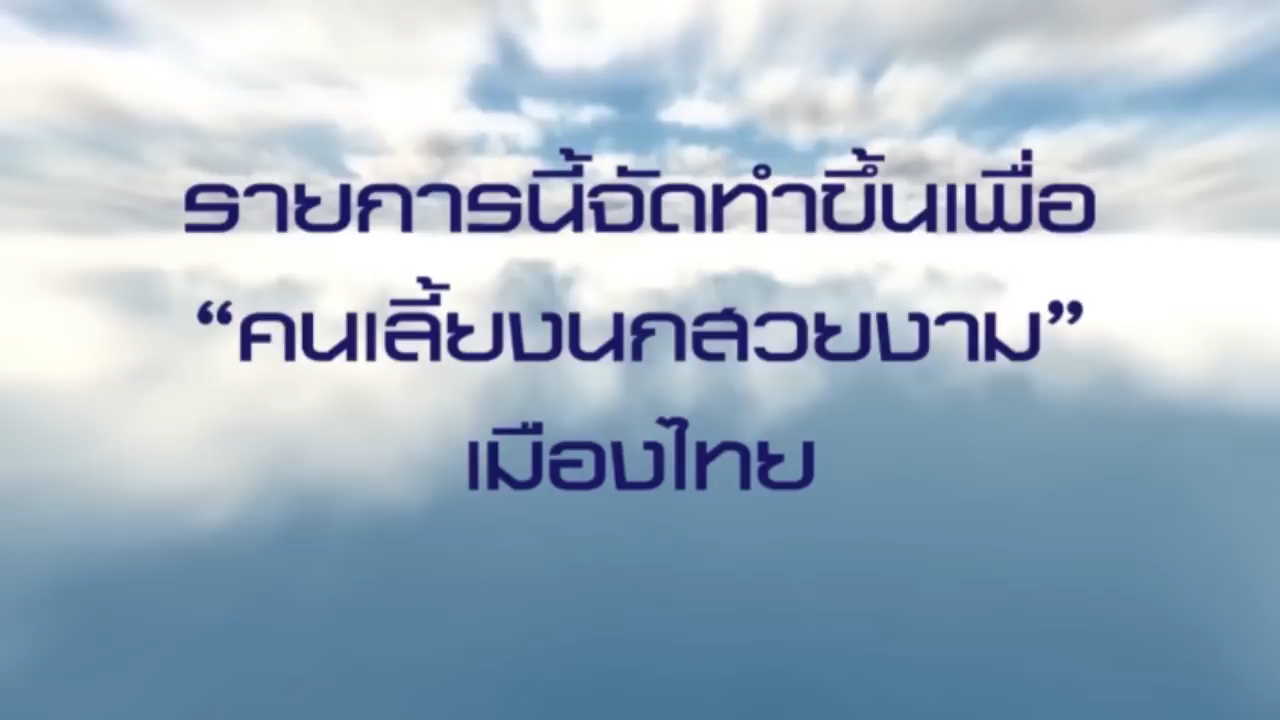 รายการนี้จัดทำขึ้นเพื่อ
“คนเลี้ยงนกสวยงาม”
เมืองไทย